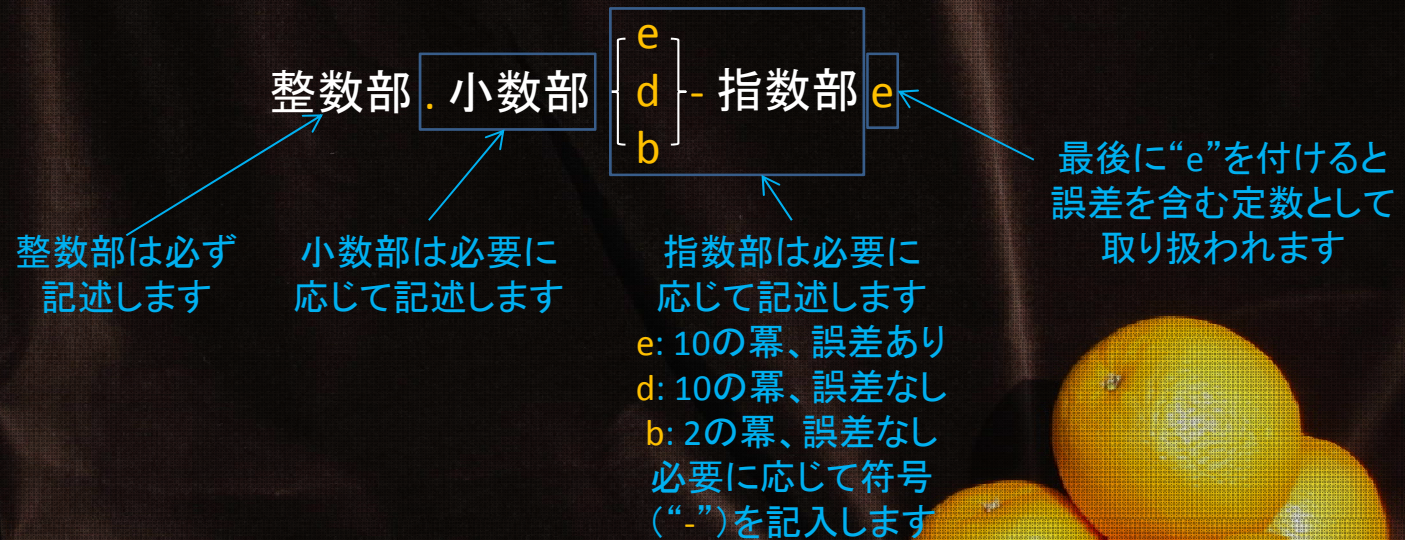 整数部 . 小数部 { e d b } - 指数部 e
最後に“e”を付けると
誤差を含む定数として
取り扱われます
整数部は必ず
記述します
小数部は必要に
応じて記述します
指数部は必要に
応じて記述します
e: 10の冪、誤差あり
d: 10の冪、誤差なし
b: 2の冪、誤差なし
必要に応じて符号
(“-”)を記入します